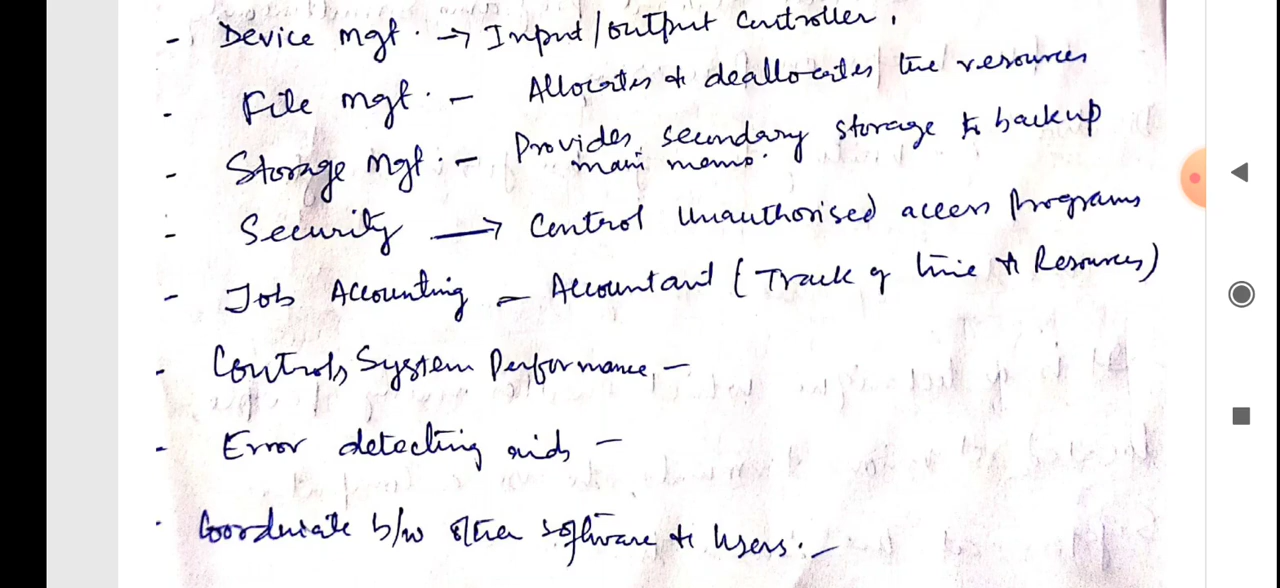 - Device mgt. → Input/output Controller.
- File mgt. - Allocates & deallocates the resources
- Storage Mgt. - Provides secondary storage to backup
main memo.
- Security → Control Unauthorised access programs
- Job Accounting - Accountant (Track of time & Resources)
- Controls System Performance, -
- Error detecting aids -
. Coordinate b/w other software & users. -